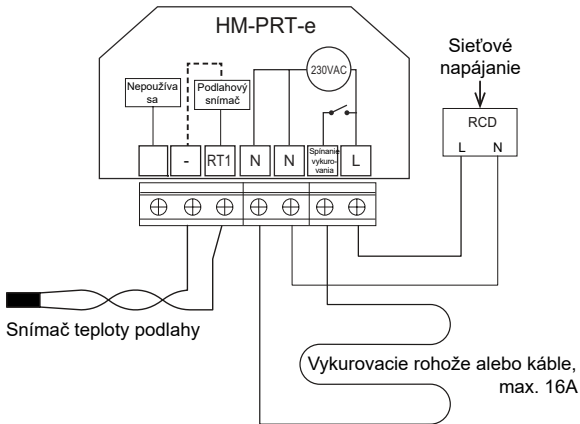 HM-PRT-e
Sieťové
napájanie
230VAC
Nepoužíva
sa
Podlahový
snímač
RCD
L N
- RT1 N N
Spínanie
vykuro-
vania
L
Snímač teploty podlahy
Vykurovacie rohože alebo káble,
max. 16A